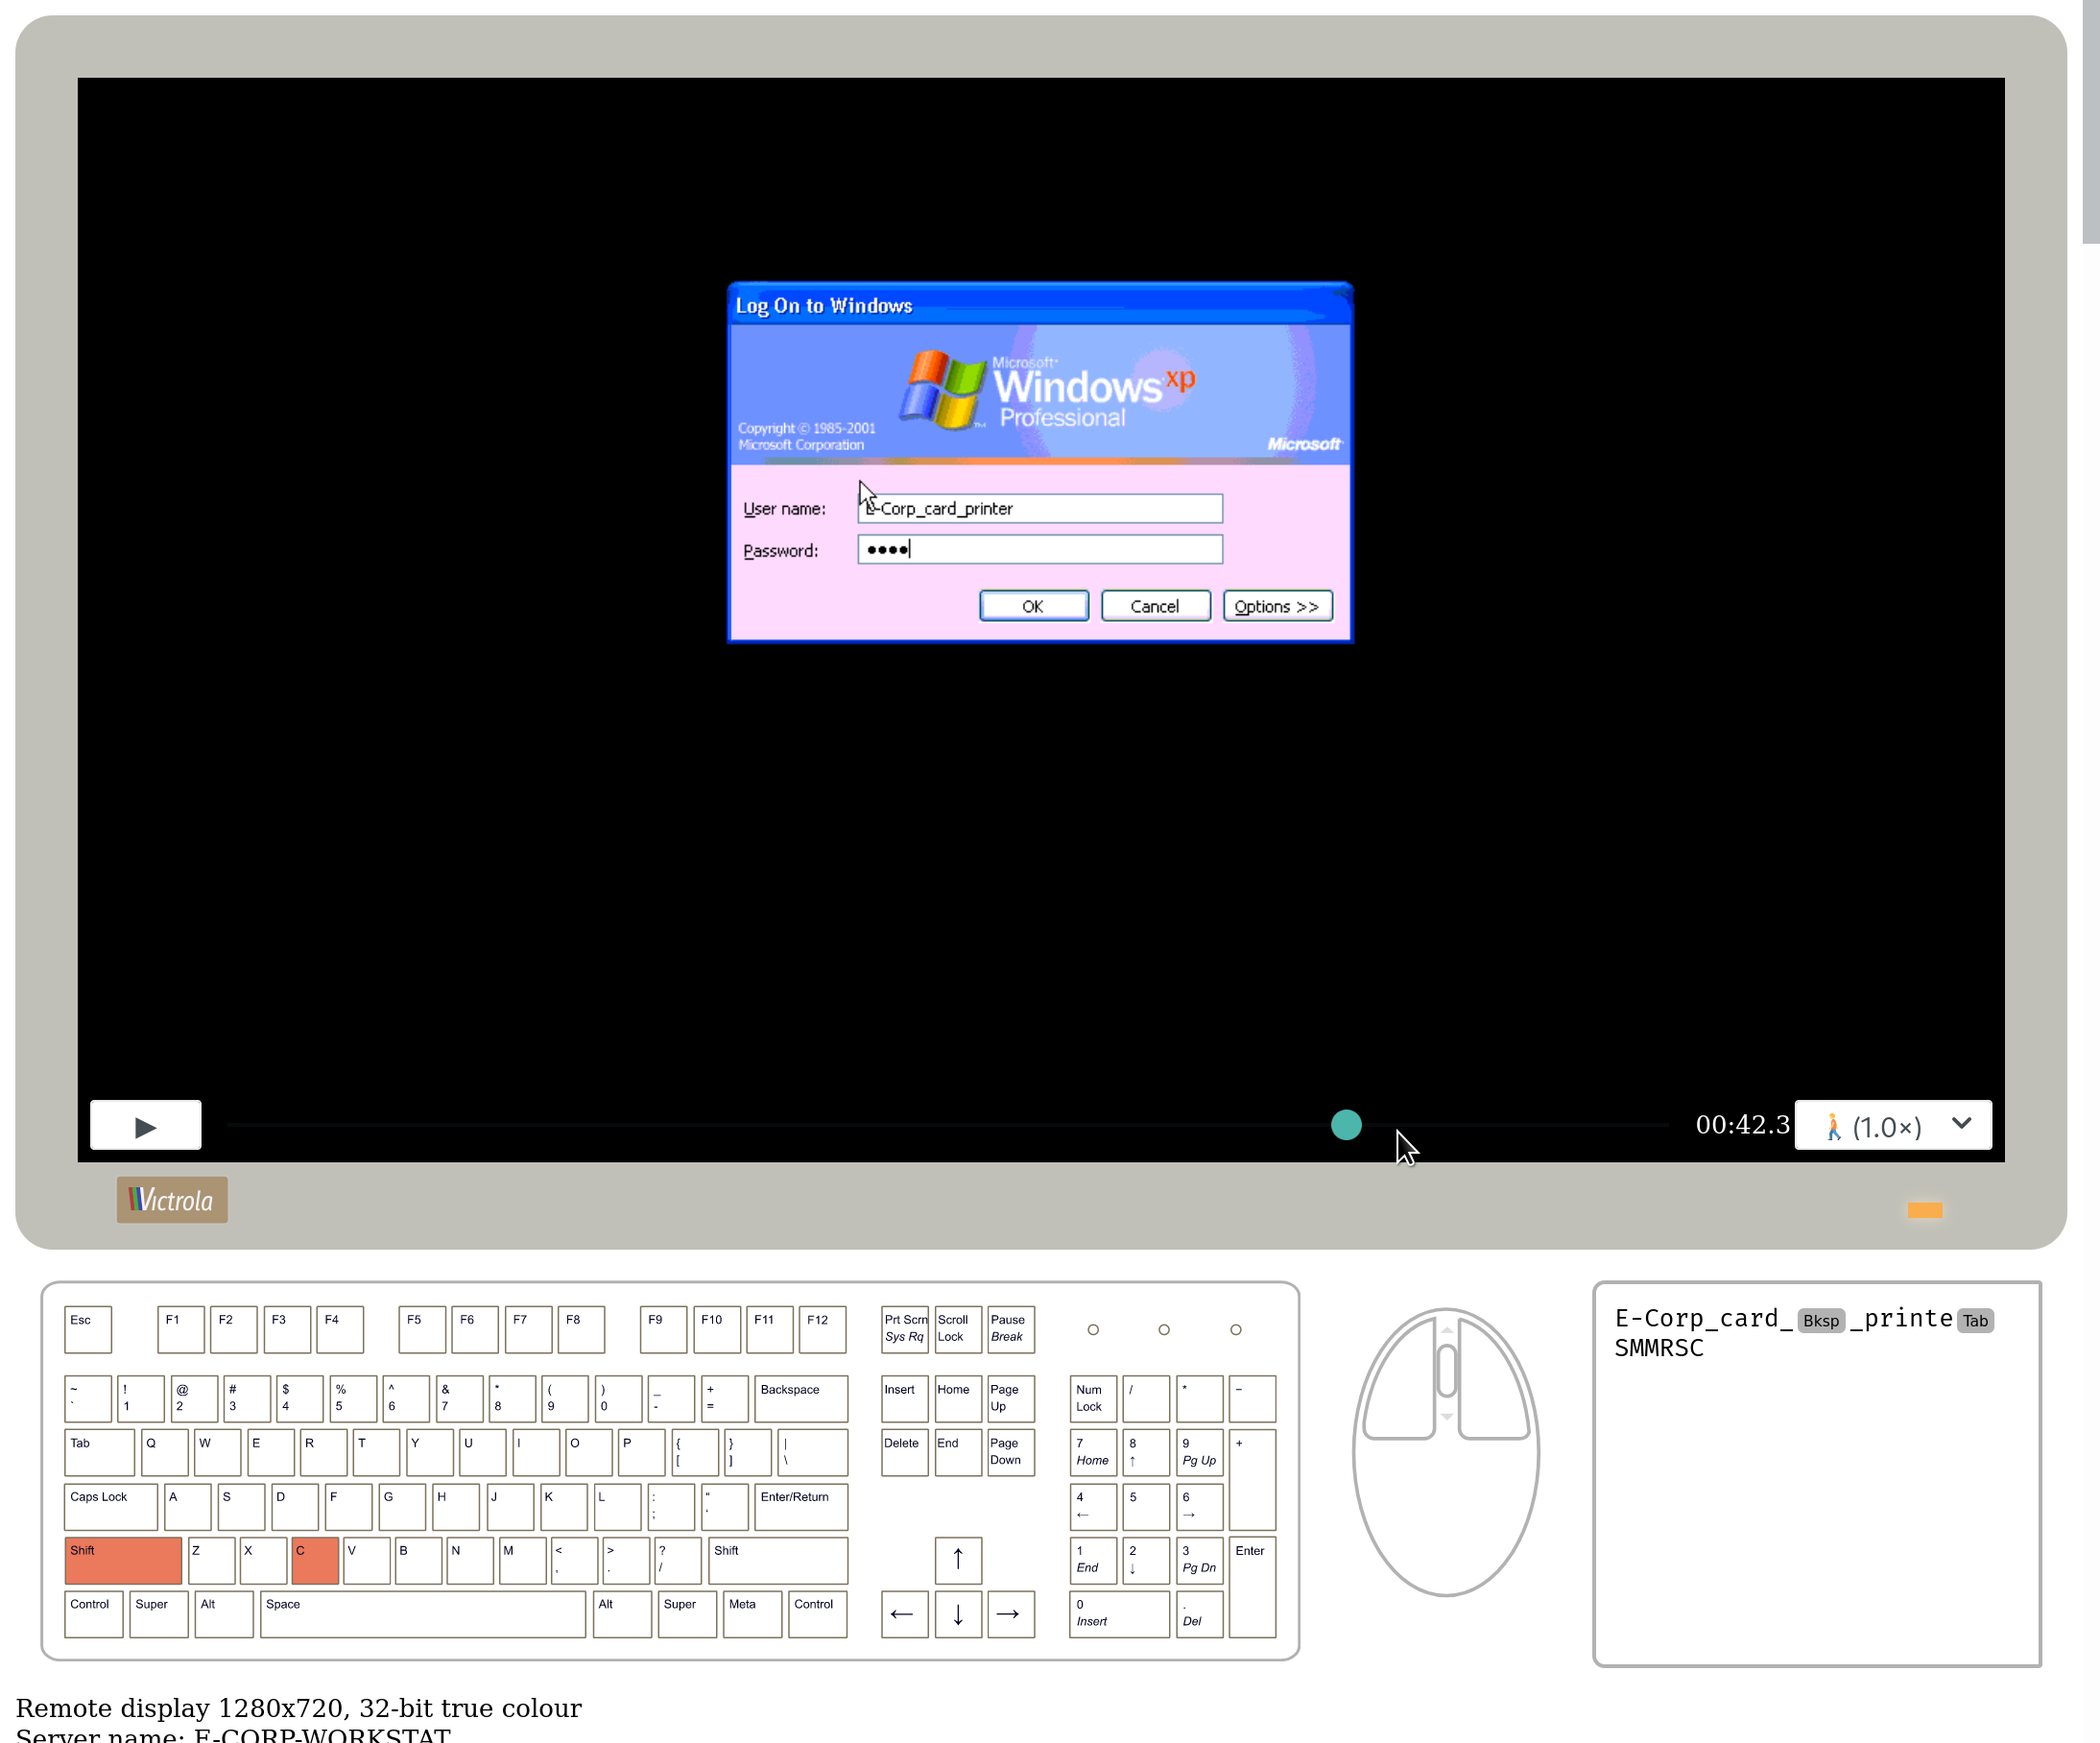 Log On to Windows
Microsoft®
Windows xp
Professional
TM
Copyright © 1985-2001
Microsoft Corporation
Microsoft
User name: E-Corp_card_printer
Password: ●●●●
OK Cancel Options >>
▶ 00:42.3 (1.0×)
Victrola
Esc F1 F2 F3 F4 F5 F6 F7 F8 F9 F10 F11 F12 Prt Scrn Scroll Pause
Sys Rq Lock Break
~ ! @ # $ % ^ & * ( ) _ + Backspace Insert Home Page Num / * −
` 1 2 3 4 5 6 7 8 9 0 - = Up Lock
Tab Q W E R T Y U I O P { } | Delete End Page 7 8 9 +
[ ] \ Down Home ↑ Pg Up
Caps Lock A S D F G H J K L : " Enter/Return 4 5 6
; ' ← →
Shift Z X C V B N M < > ? Shift ↑ 1 2 3 Enter
, . / End ↓ Pg Dn
Control Super Alt Space Alt Super Meta Control ← ↓ → 0 .
Insert Del
E-Corp_card_ Bksp _printe Tab
SMMRSC
Remote display 1280x720, 32-bit true colour
Server name: E-CORP-WORKSTAT